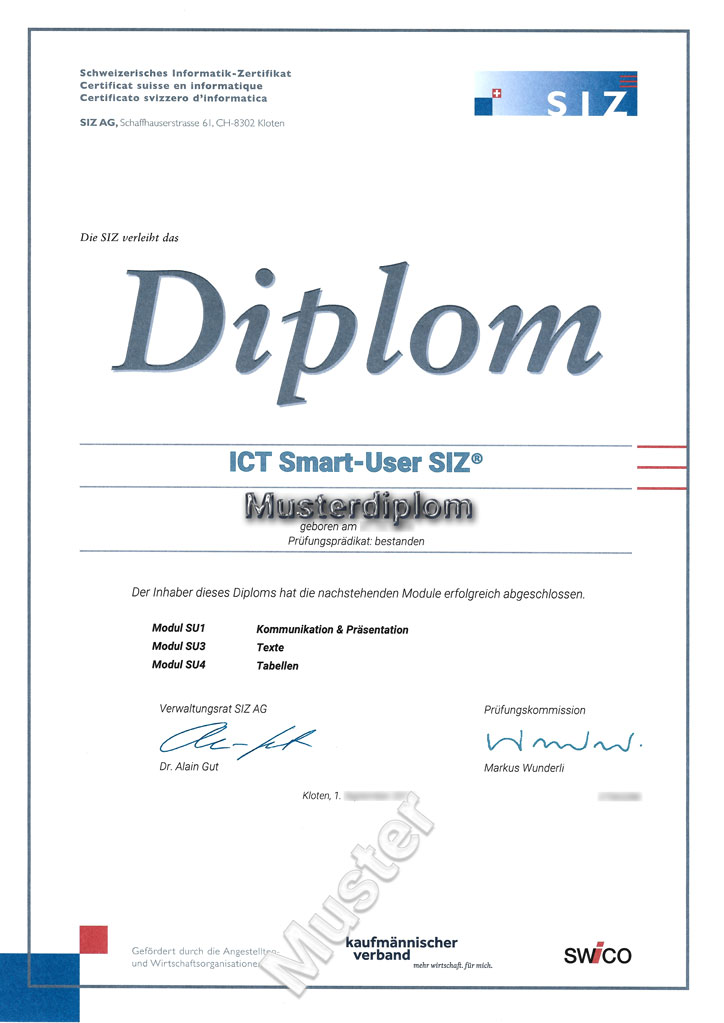 Schweizerisches Informatik-Zertifikat
Certificat suisse en informatique
Certificato svizzero d'informatica
SIZ AG, Schaffhauserstrasse 61, CH-8302 Kloten
SIZ
Die SIZ verleiht das
Diplom
ICT Smart-User SIZ®
Musterdiplom
geboren am
Prüfungsprädikat: bestanden
Der Inhaber dieses Diploms hat die nachstehenden Module erfolgreich abgeschlossen.
Modul SU1 Kommunikation & Präsentation
Modul SU3 Texte
Modul SU4 Tabellen
Verwaltungsrat SIZ AG
Prüfungskommission
Dr. Alain Gut
Markus Wunderli
Kloten, 1.
Muster
Gefördert durch die Angestellten-
und Wirtschaftsorganisationen
kaufmännischer
verband
mehr wirtschaft. für mich.
SWICO